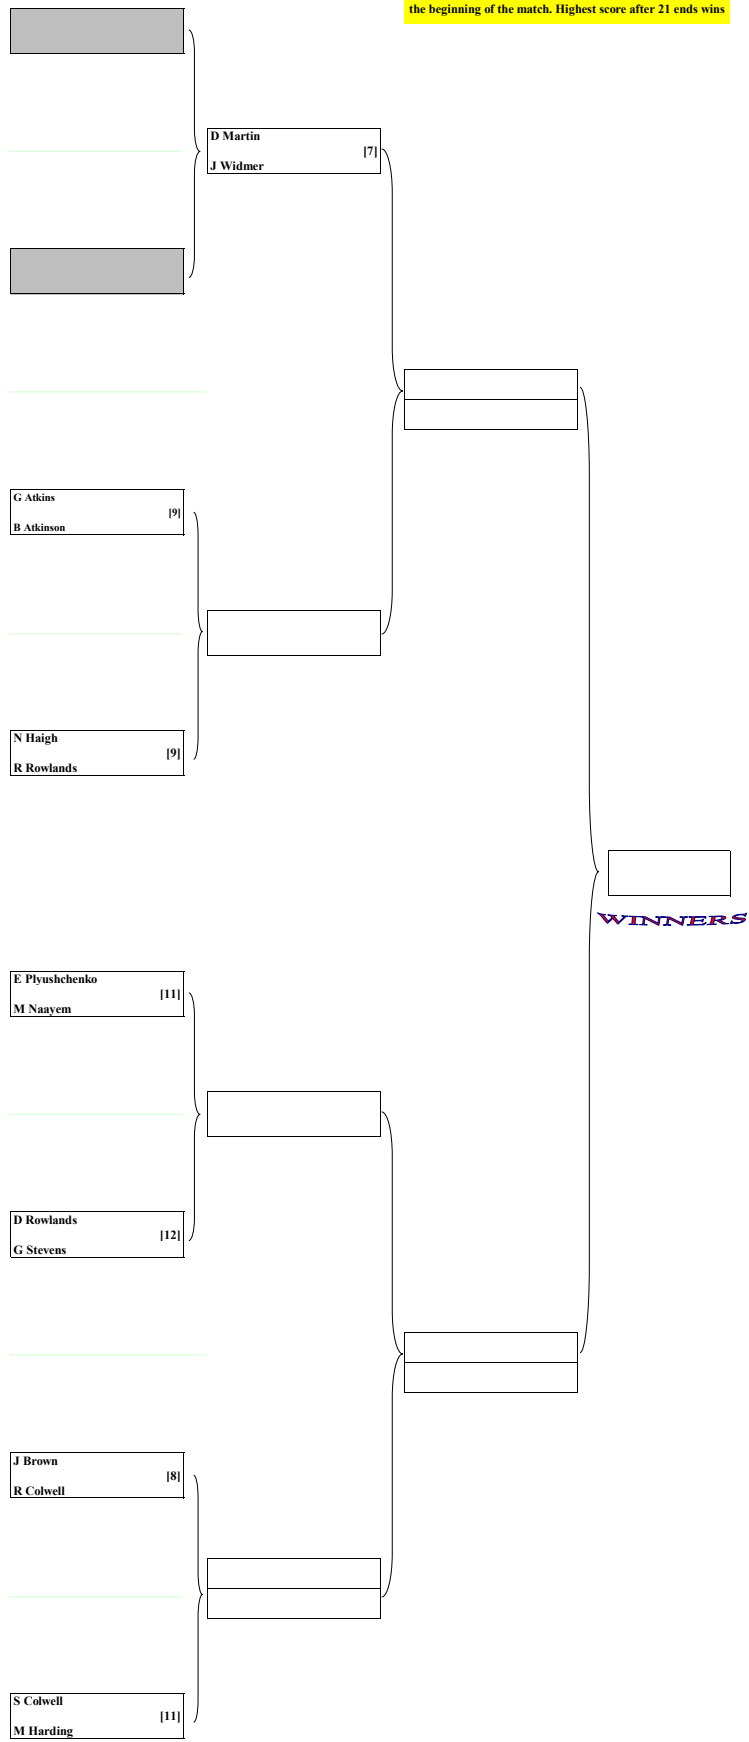 the beginning of the match. Highest score after 21 ends wins
D Martin
[7]
J Widmer
G Atkins
[9]
B Atkinson
N Haigh
[9]
R Rowlands
WINNERS
E Plyushchenko
[11]
M Naayem
D Rowlands
[12]
G Stevens
J Brown
[8]
R Colwell
S Colwell
[11]
M Harding